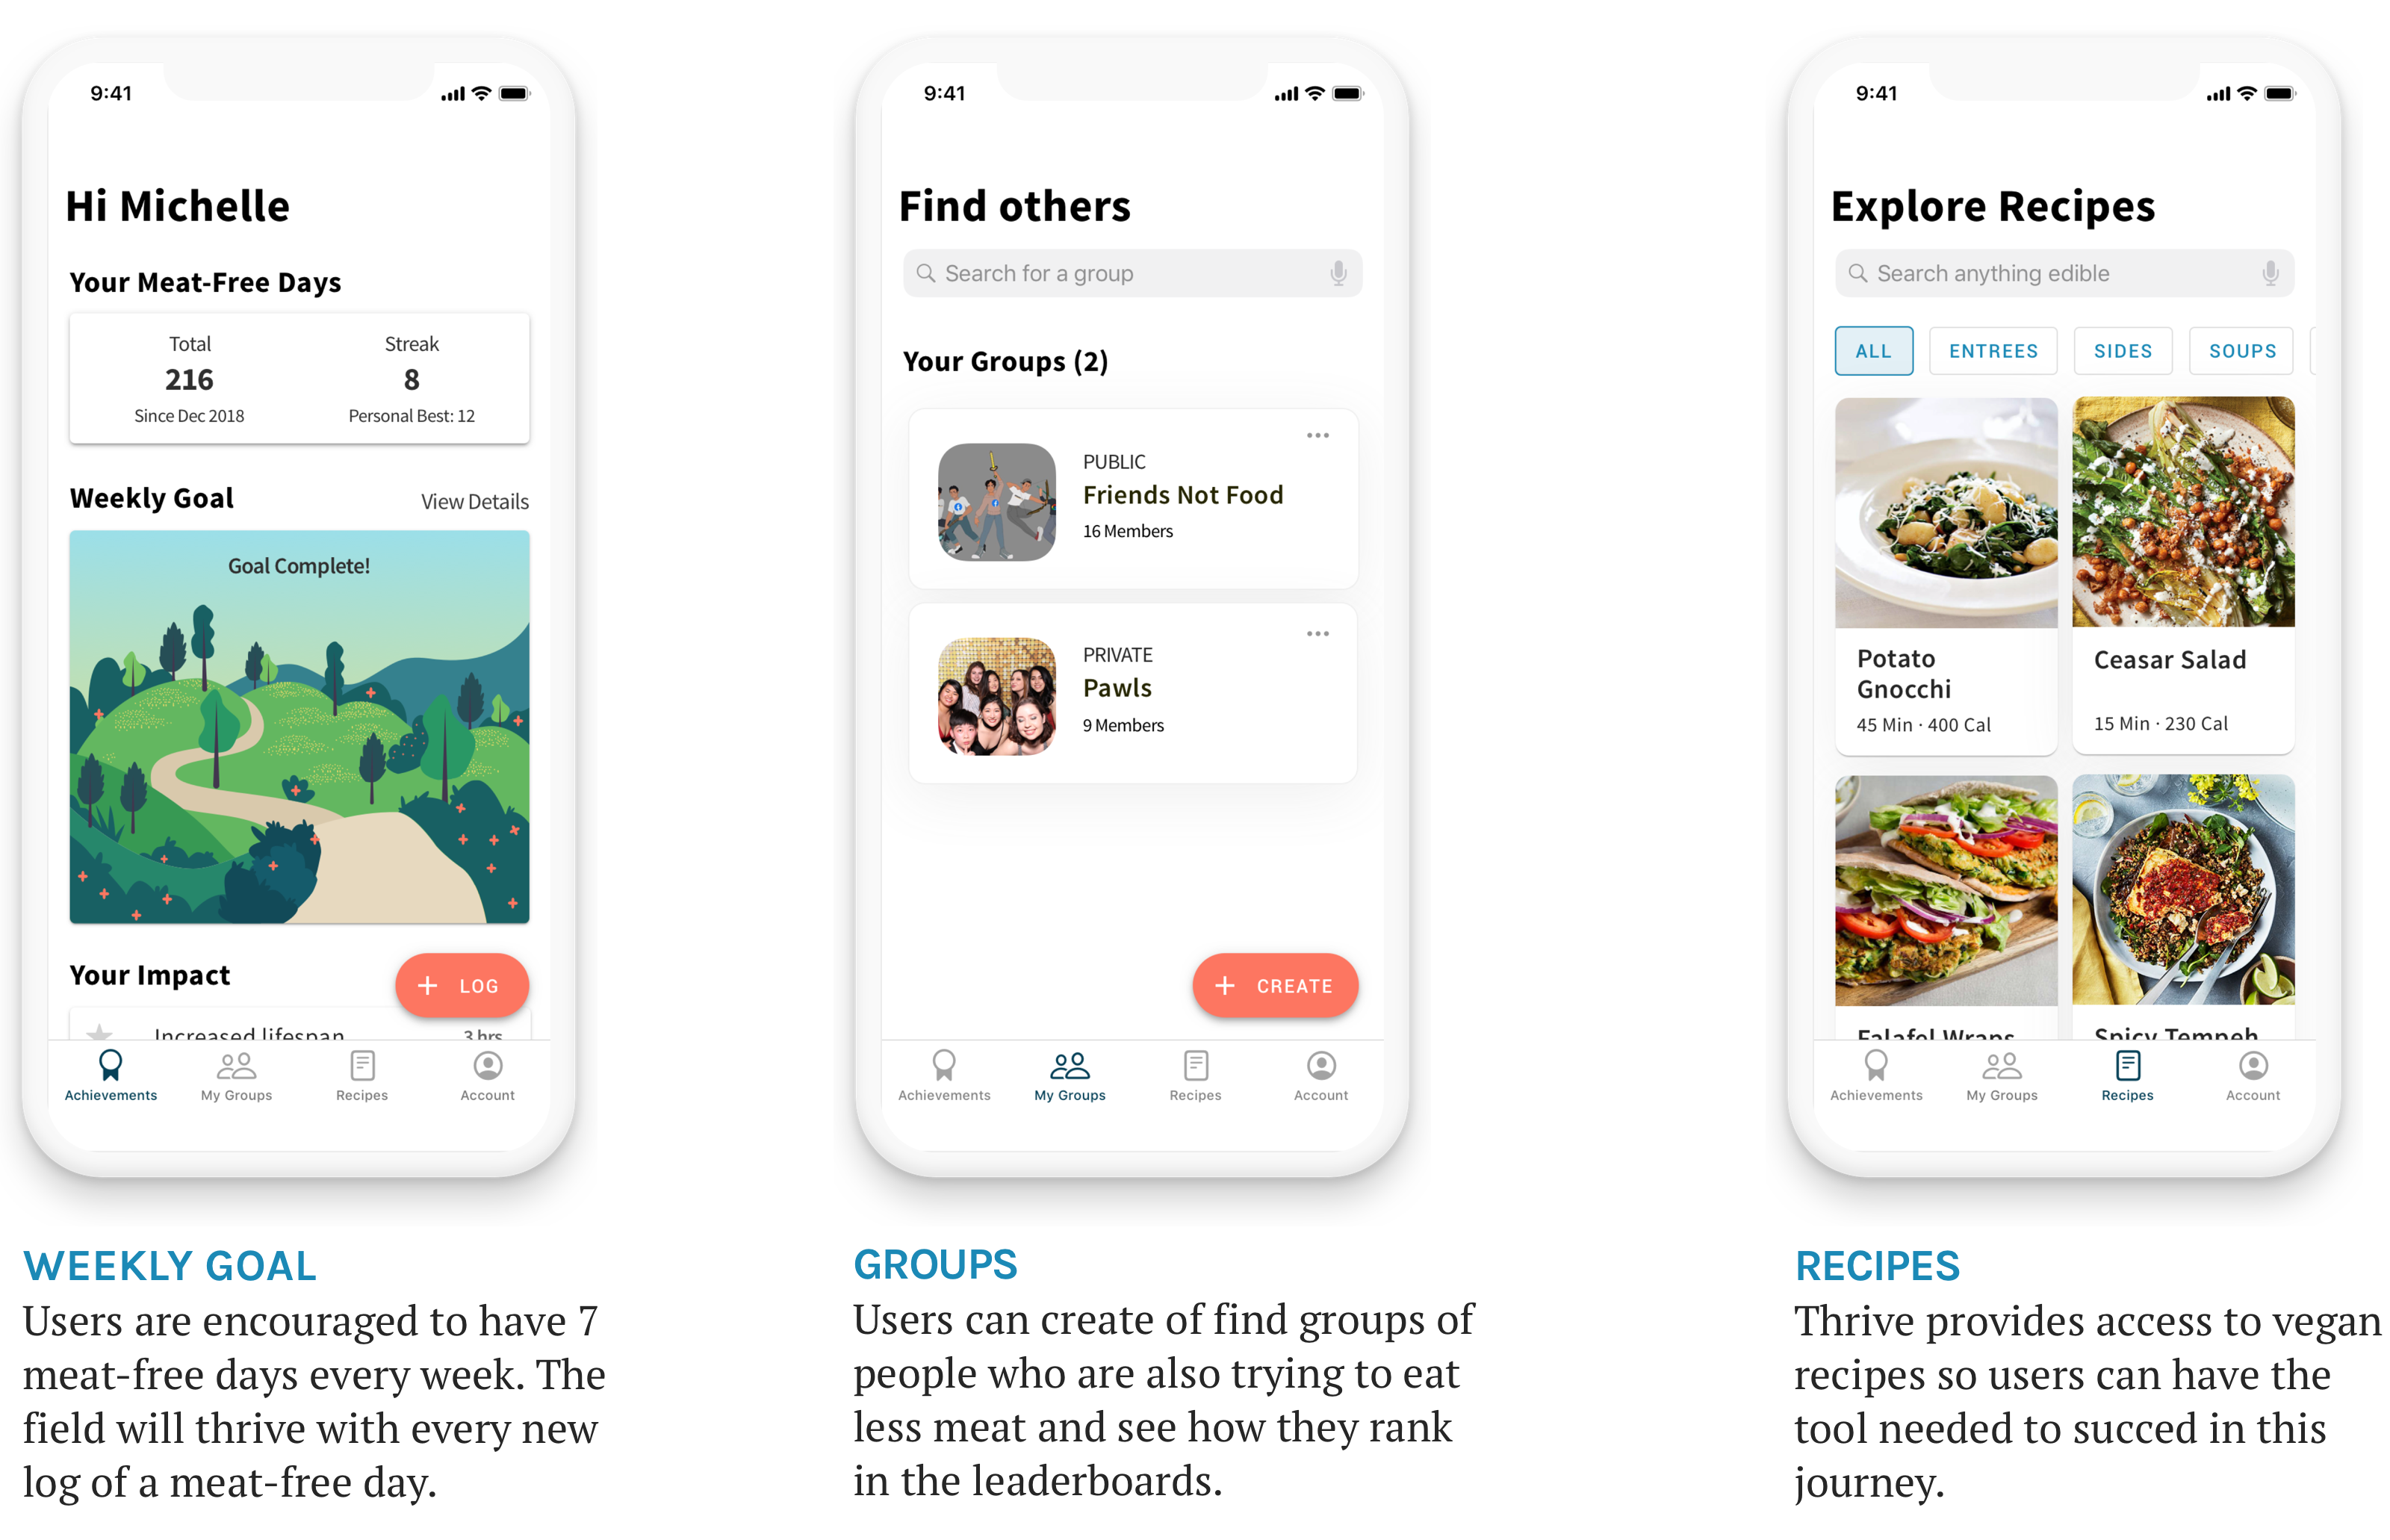 9:41
Hi Michelle
Your Meat-Free Days
Total
216
Since Dec 2018
Streak
8
Personal Best: 12
Weekly Goal
View Details
Goal Complete!
Your Impact
+ LOG
Increased lifespan
3 hrs
Achievements
My Groups
Recipes
Account
WEEKLY GOAL
Users are encouraged to have 7
meat-free days every week. The
field will thrive with every new
log of a meat-free day.
9:41
Find others
Search for a group
Your Groups (2)
PUBLIC
Friends Not Food
16 Members
PRIVATE
Pawls
9 Members
+ CREATE
Achievements
My Groups
Recipes
Account
GROUPS
Users can create of find groups of
people who are also trying to eat
less meat and see how they rank
in the leaderboards.
9:41
Explore Recipes
Search anything edible
ALL
ENTREES
SIDES
SOUPS
Potato
Gnocchi
45 Min · 400 Cal
Ceasar Salad
15 Min · 230 Cal
Falafel Wraps
Spicy Tempeh
Achievements
My Groups
Recipes
Account
RECIPES
Thrive provides access to vegan
recipes so users can have the
tool needed to succed in this
journey.